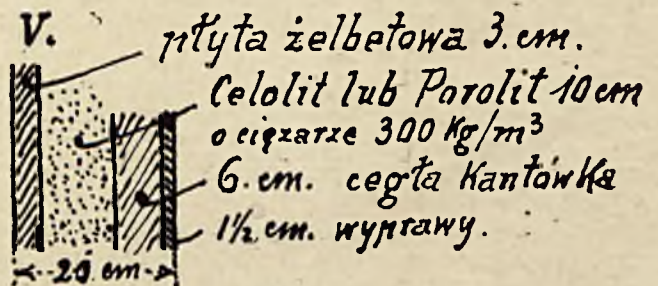 V.
płyta żelbetowa 3. cm.
Celolit lub Porolit 10 cm
o ciężarze 300 Kg/m³
6. cm. cegła Kantówka
1½ cm. wyprawy.
20 cm